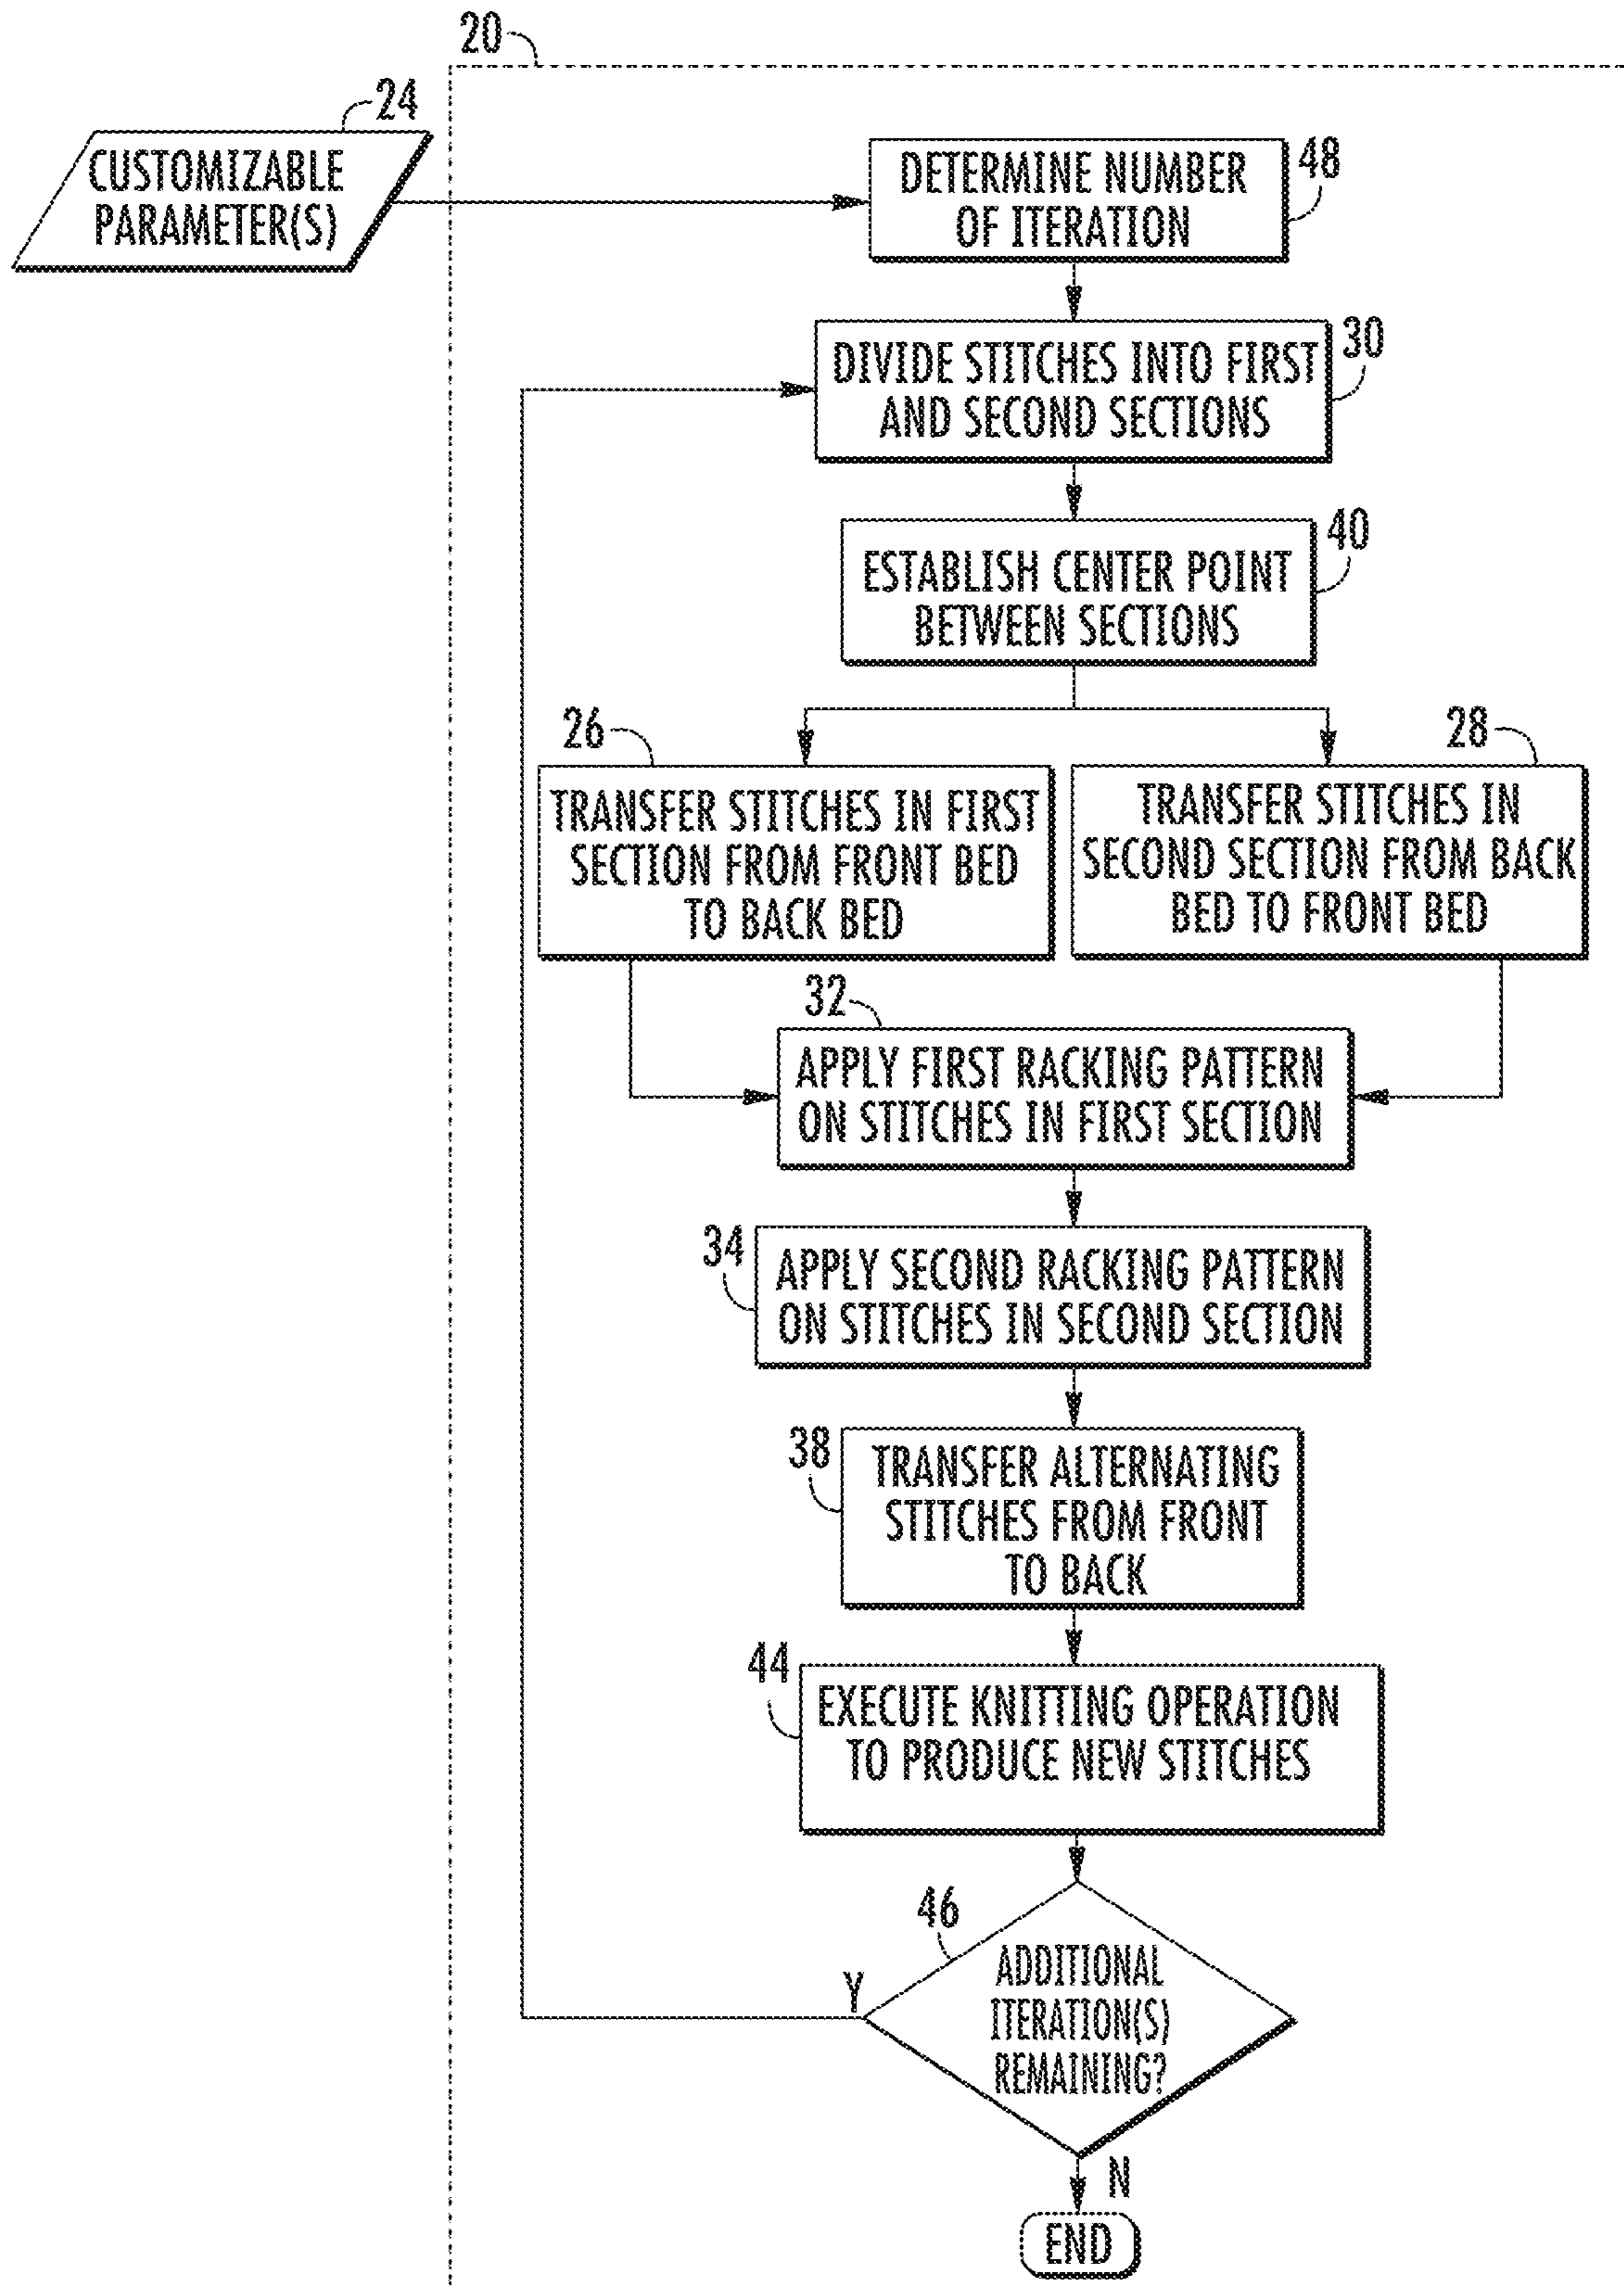 20
24
CUSTOMIZABLE
PARAMETER(S)
DETERMINE NUMBER
OF ITERATION
48
DIVIDE STITCHES INTO FIRST
AND SECOND SECTIONS
30
ESTABLISH CENTER POINT
BETWEEN SECTIONS
40
26
TRANSFER STITCHES IN FIRST
SECTION FROM FRONT BED
TO BACK BED
28
TRANSFER STITCHES IN
SECOND SECTION FROM BACK
BED TO FRONT BED
32
APPLY FIRST RACKING PATTERN
ON STITCHES IN FIRST SECTION
34
APPLY SECOND RACKING PATTERN
ON STITCHES IN SECOND SECTION
38
TRANSFER ALTERNATING
STITCHES FROM FRONT
TO BACK
44
EXECUTE KNITTING OPERATION
TO PRODUCE NEW STITCHES
46
ADDITIONAL
ITERATION(S)
REMAINING?
Y
N
END